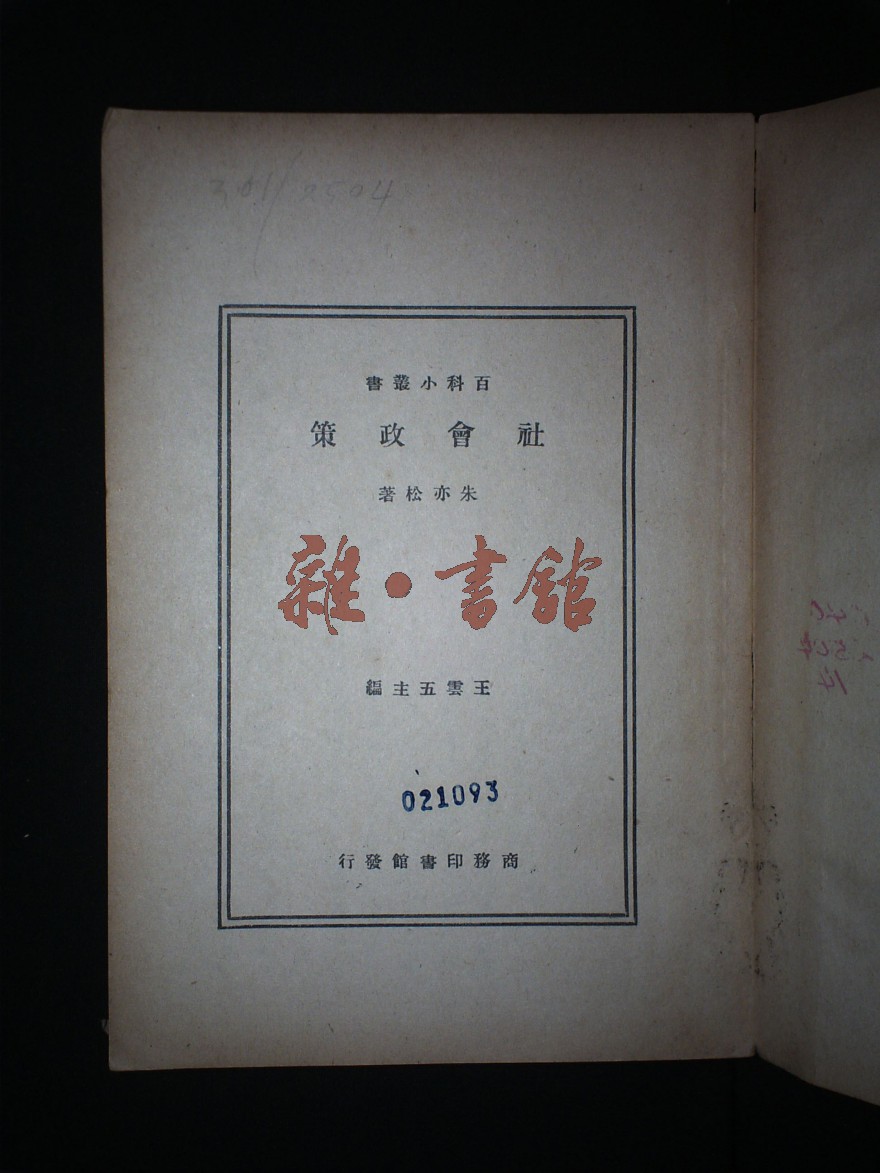 301/2504
百科小叢書
社會政策
朱亦松著
雜·書館
王雲五主編
021093
商務印書館發行